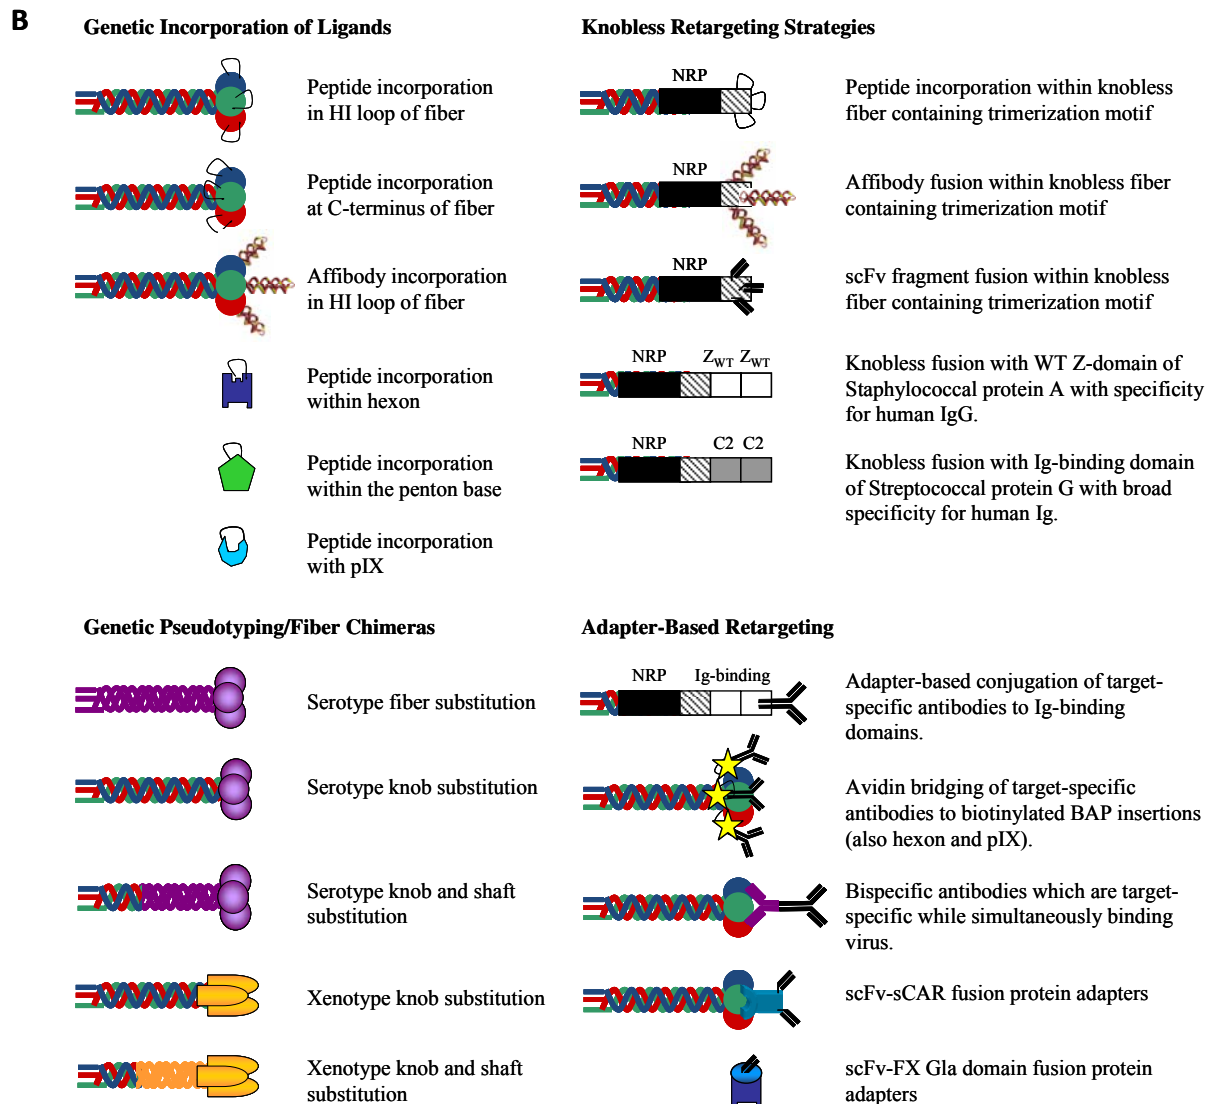 B
Genetic Incorporation of Ligands
Peptide incorporation
in HI loop of fiber
Peptide incorporation
at C-terminus of fiber
Affibody incorporation
in HI loop of fiber
Peptide incorporation
within hexon
Peptide incorporation
within the penton base
Peptide incorporation
with pIX
Knobless Retargeting Strategies
NRP
Peptide incorporation within knobless
fiber containing trimerization motif
NRP
Affibody fusion within knobless fiber
containing trimerization motif
NRP
scFv fragment fusion within knobless
fiber containing trimerization motif
NRP ZWT ZWT
Knobless fusion with WT Z-domain of
Staphylococcal protein A with specificity
for human IgG.
NRP C2 C2
Knobless fusion with Ig-binding domain
of Streptococcal protein G with broad
specificity for human Ig.
Genetic Pseudotyping/Fiber Chimeras
Serotype fiber substitution
Serotype knob substitution
Serotype knob and shaft
substitution
Xenotype knob substitution
Xenotype knob and shaft
substitution
Adapter-Based Retargeting
NRP Ig-binding
Adapter-based conjugation of target-
specific antibodies to Ig-binding
domains.
Avidin bridging of target-specific
antibodies to biotinylated BAP insertions
(also hexon and pIX).
Bispecific antibodies which are target-
specific while simultaneously binding
virus.
scFv-sCAR fusion protein adapters
scFv-FX Gla domain fusion protein
adapters